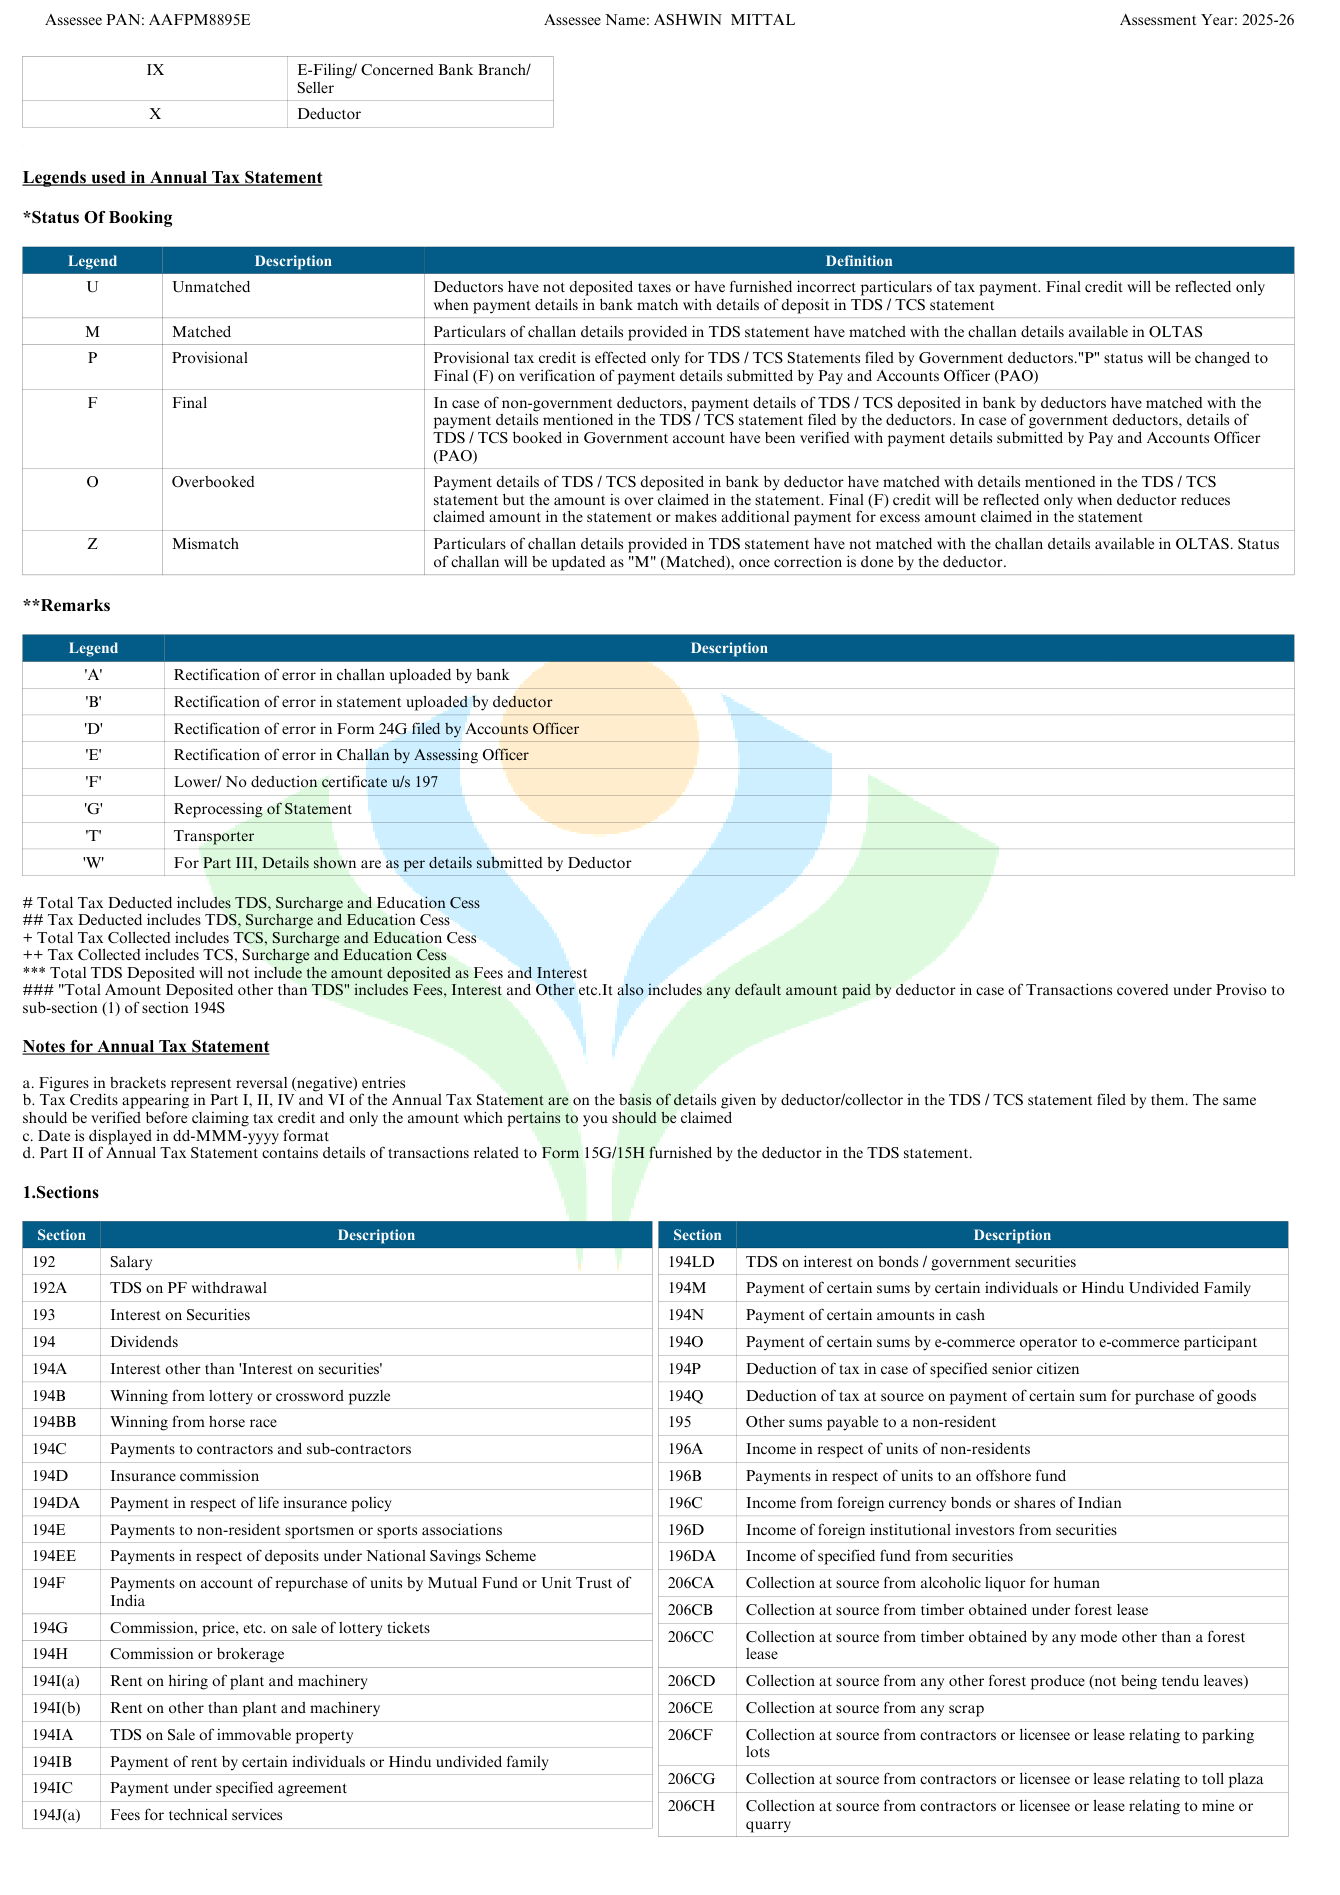 Assessee PAN: AAFPM8895E Assessee Name: ASHWIN MITTAL Assessment Year: 2025-26
IX E-Filing/ Concerned Bank Branch/
Seller
X Deductor
Legends used in Annual Tax Statement
*Status Of Booking
Legend Description Definition
U Unmatched Deductors have not deposited taxes or have furnished incorrect particulars of tax payment. Final credit will be reflected only
when payment details in bank match with details of deposit in TDS / TCS statement
M Matched Particulars of challan details provided in TDS statement have matched with the challan details available in OLTAS
P Provisional Provisional tax credit is effected only for TDS / TCS Statements filed by Government deductors."P" status will be changed to
Final (F) on verification of payment details submitted by Pay and Accounts Officer (PAO)
F Final In case of non-government deductors, payment details of TDS / TCS deposited in bank by deductors have matched with the
payment details mentioned in the TDS / TCS statement filed by the deductors. In case of government deductors, details of
TDS / TCS booked in Government account have been verified with payment details submitted by Pay and Accounts Officer
(PAO)
O Overbooked Payment details of TDS / TCS deposited in bank by deductor have matched with details mentioned in the TDS / TCS
statement but the amount is over claimed in the statement. Final (F) credit will be reflected only when deductor reduces
claimed amount in the statement or makes additional payment for excess amount claimed in the statement
Z Mismatch Particulars of challan details provided in TDS statement have not matched with the challan details available in OLTAS. Status
of challan will be updated as "M" (Matched), once correction is done by the deductor.
**Remarks
Legend Description
'A' Rectification of error in challan uploaded by bank
'B' Rectification of error in statement uploaded by deductor
'D' Rectification of error in Form 24G filed by Accounts Officer
'E' Rectification of error in Challan by Assessing Officer
'F' Lower/ No deduction certificate u/s 197
'G' Reprocessing of Statement
'T' Transporter
'W' For Part III, Details shown are as per details submitted by Deductor
# Total Tax Deducted includes TDS, Surcharge and Education Cess
## Tax Deducted includes TDS, Surcharge and Education Cess
+ Total Tax Collected includes TCS, Surcharge and Education Cess
++ Tax Collected includes TCS, Surcharge and Education Cess
*** Total TDS Deposited will not include the amount deposited as Fees and Interest
### "Total Amount Deposited other than TDS" includes Fees, Interest and Other etc.It also includes any default amount paid by deductor in case of Transactions covered under Proviso to
sub-section (1) of section 194S
Notes for Annual Tax Statement
a. Figures in brackets represent reversal (negative) entries
b. Tax Credits appearing in Part I, II, IV and VI of the Annual Tax Statement are on the basis of details given by deductor/collector in the TDS / TCS statement filed by them. The same
should be verified before claiming tax credit and only the amount which pertains to you should be claimed
c. Date is displayed in dd-MMM-yyyy format
d. Part II of Annual Tax Statement contains details of transactions related to Form 15G/15H furnished by the deductor in the TDS statement.
1.Sections
Section Description
192 Salary
192A TDS on PF withdrawal
193 Interest on Securities
194 Dividends
194A Interest other than 'Interest on securities'
194B Winning from lottery or crossword puzzle
194BB Winning from horse race
194C Payments to contractors and sub-contractors
194D Insurance commission
194DA Payment in respect of life insurance policy
194E Payments to non-resident sportsmen or sports associations
194EE Payments in respect of deposits under National Savings Scheme
194F Payments on account of repurchase of units by Mutual Fund or Unit Trust of
India
194G Commission, price, etc. on sale of lottery tickets
194H Commission or brokerage
194I(a) Rent on hiring of plant and machinery
194I(b) Rent on other than plant and machinery
194IA TDS on Sale of immovable property
194IB Payment of rent by certain individuals or Hindu undivided family
194IC Payment under specified agreement
194J(a) Fees for technical services
Section Description
194LD TDS on interest on bonds / government securities
194M Payment of certain sums by certain individuals or Hindu Undivided Family
194N Payment of certain amounts in cash
194O Payment of certain sums by e-commerce operator to e-commerce participant
194P Deduction of tax in case of specified senior citizen
194Q Deduction of tax at source on payment of certain sum for purchase of goods
195 Other sums payable to a non-resident
196A Income in respect of units of non-residents
196B Payments in respect of units to an offshore fund
196C Income from foreign currency bonds or shares of Indian
196D Income of foreign institutional investors from securities
196DA Income of specified fund from securities
206CA Collection at source from alcoholic liquor for human
206CB Collection at source from timber obtained under forest lease
206CC Collection at source from timber obtained by any mode other than a forest
lease
206CD Collection at source from any other forest produce (not being tendu leaves)
206CE Collection at source from any scrap
206CF Collection at source from contractors or licensee or lease relating to parking
lots
206CG Collection at source from contractors or licensee or lease relating to toll plaza
206CH Collection at source from contractors or licensee or lease relating to mine or
quarry